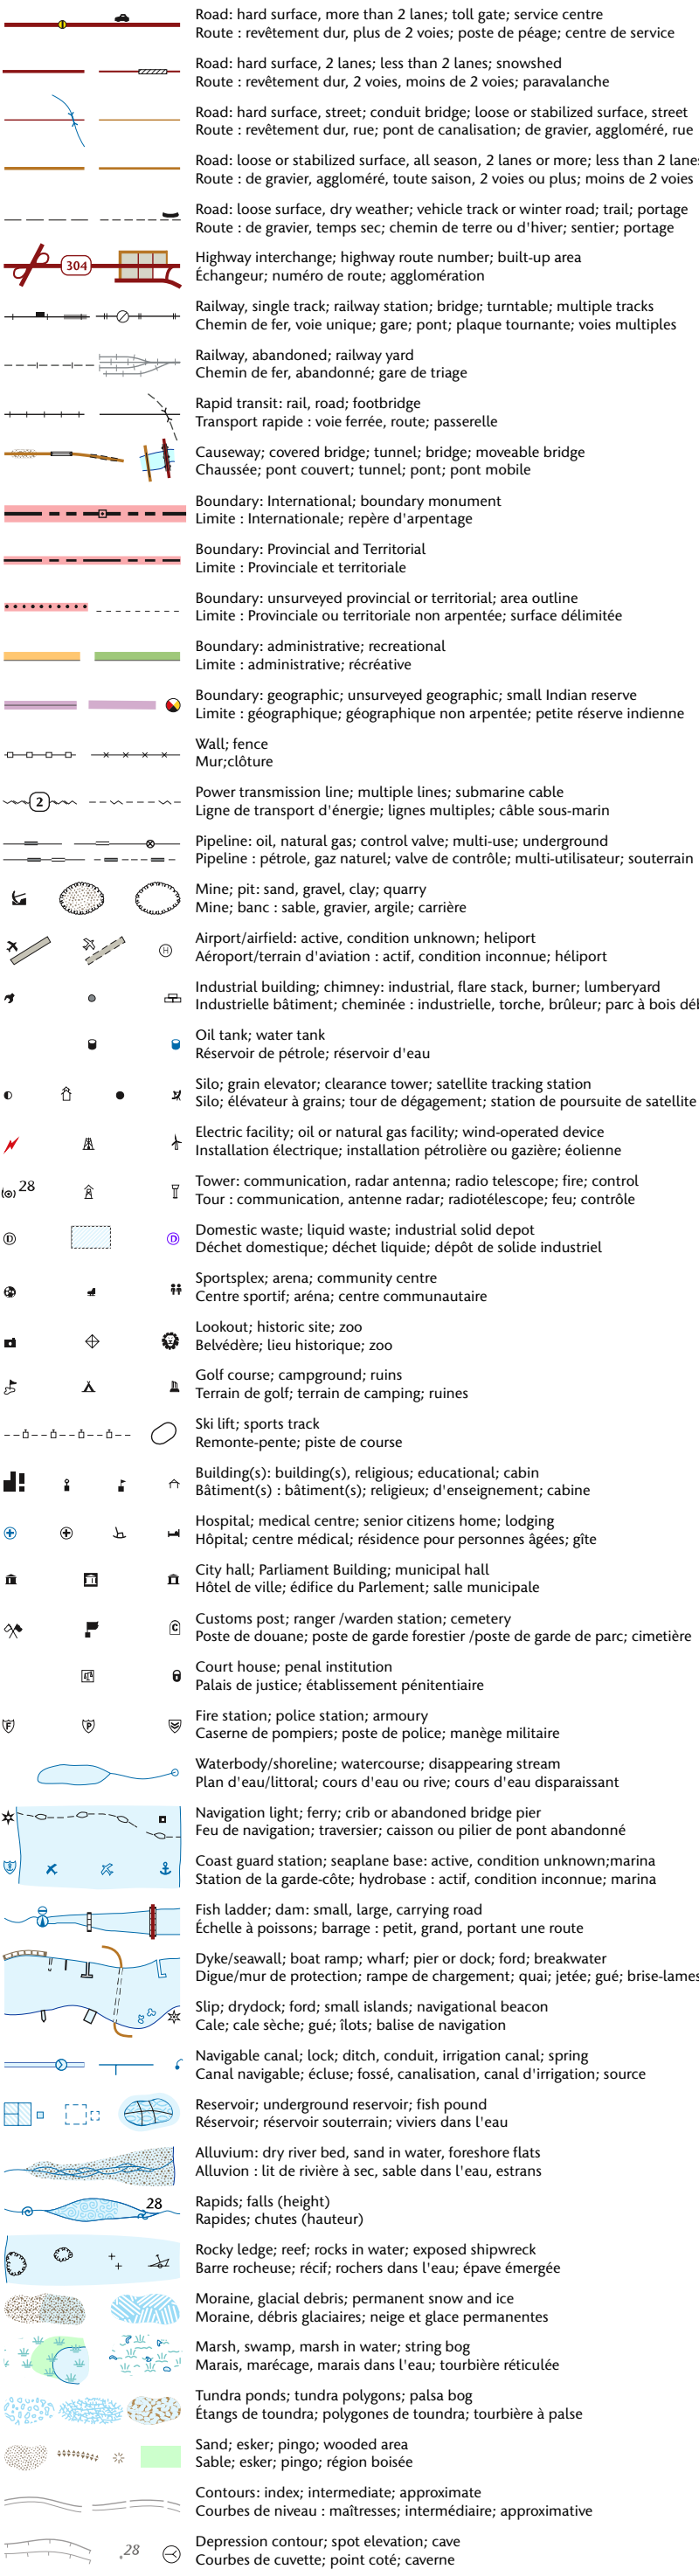 Road: hard surface, more than 2 lanes; toll gate; service centre
Route : revêtement dur, plus de 2 voies; poste de péage; centre de service
Road: hard surface, 2 lanes; less than 2 lanes; snowshed
Route : revêtement dur, 2 voies, moins de 2 voies; paravalanche
Road: hard surface, street; conduit bridge; loose or stabilized surface, street
Route : revêtement dur, rue; pont de canalisation; de gravier, aggloméré, rue
Road: loose or stabilized surface, all season, 2 lanes or more; less than 2 lanes
Route : de gravier, aggloméré, toute saison, 2 voies ou plus; moins de 2 voies
Road: loose surface, dry weather; vehicle track or winter road; trail; portage
Route : de gravier, temps sec; chemin de terre ou d'hiver; sentier; portage
304
Highway interchange; highway route number; built-up area
Échangeur; numéro de route; agglomération
Railway, single track; railway station; bridge; turntable; multiple tracks
Chemin de fer, voie unique; gare; pont; plaque tournante; voies multiples
Railway, abandoned; railway yard
Chemin de fer, abandonné; gare de triage
Rapid transit: rail, road; footbridge
Transport rapide : voie ferrée, route; passerelle
Causeway; covered bridge; tunnel; bridge; moveable bridge
Chaussée; pont couvert; tunnel; pont; pont mobile
Boundary: International; boundary monument
Limite : Internationale; repère d'arpentage
Boundary: Provincial and Territorial
Limite : Provinciale et territoriale
Boundary: unsurveyed provincial or territorial; area outline
Limite : Provinciale ou territoriale non arpentée; surface délimitée
Boundary: administrative; recreational
Limite : administrative; récréative
Boundary: geographic; unsurveyed geographic; small Indian reserve
Limite : géographique; géographique non arpentée; petite réserve indienne
Wall; fence
Mur;clôture
2
Power transmission line; multiple lines; submarine cable
Ligne de transport d'énergie; lignes multiples; câble sous-marin
Pipeline: oil, natural gas; control valve; multi-use; underground
Pipeline : pétrole, gaz naturel; valve de contrôle; multi-utilisateur; souterrain
Mine; pit: sand, gravel, clay; quarry
Mine; banc : sable, gravier, argile; carrière
H
Airport/airfield: active, condition unknown; heliport
Aéroport/terrain d'aviation : actif, condition inconnue; héliport
Industrial building; chimney: industrial, flare stack, burner; lumberyard
Industrielle bâtiment; cheminée : industrielle, torche, brûleur; parc à bois
Oil tank; water tank
Réservoir de pétrole; réservoir d'eau
Silo; grain elevator; clearance tower; satellite tracking station
Silo; élévateur à grains; tour de dégagement; station de poursuite de satellite
Electric facility; oil or natural gas facility; wind-operated device
Installation électrique; installation pétrolière ou gazière; éolienne
28
Tower: communication, radar antenna; radio telescope; fire; control
Tour : communication, antenne radar; radiotélescope; feu; contrôle
D D
Domestic waste; liquid waste; industrial solid depot
Déchet domestique; déchet liquide; dépôt de solide industriel
Sportsplex; arena; community centre
Centre sportif; aréna; centre communautaire
Lookout; historic site; zoo
Belvédère; lieu historique; zoo
Golf course; campground; ruins
Terrain de golf; terrain de camping; ruines
Ski lift; sports track
Remonte-pente; piste de course
Building(s): building(s), religious; educational; cabin
Bâtiment(s) : bâtiment(s); religieux; d'enseignement; cabine
Hospital; medical centre; senior citizens home; lodging
Hôpital; centre médical; résidence pour personnes âgées; gîte
City hall; Parliament Building; municipal hall
Hôtel de ville; édifice du Parlement; salle municipale
C
Customs post; ranger /warden station; cemetery
Poste de douane; poste de garde forestier /poste de garde de parc; cimetière
Court house; penal institution
Palais de justice; établissement pénitentiaire
F P
Fire station; police station; armoury
Caserne de pompiers; poste de police; manège militaire
Waterbody/shoreline; watercourse; disappearing stream
Plan d'eau/littoral; cours d'eau ou rive; cours d'eau disparaissant
Navigation light; ferry; crib or abandoned bridge pier
Feu de navigation; traversier; caisson ou pilier de pont abandonné
Coast guard station; seaplane base: active, condition unknown;marina
Station de la garde-côte; hydrobase : actif, condition inconnue; marina
Fish ladder; dam: small, large, carrying road
Échelle à poissons; barrage : petit, grand, portant une route
Dyke/seawall; boat ramp; wharf; pier or dock; ford; breakwater
Digue/mur de protection; rampe de chargement; quai; jetée; gué; brise-lames
Slip; drydock; ford; small islands; navigational beacon
Cale; cale sèche; gué; îlots; balise de navigation
Navigable canal; lock; ditch, conduit, irrigation canal; spring
Canal navigable; écluse; fossé, canalisation, canal d'irrigation; source
Reservoir; underground reservoir; fish pound
Réservoir; réservoir souterrain; viviers dans l'eau
Alluvium: dry river bed, sand in water, foreshore flats
Alluvion : lit de rivière à sec, sable dans l'eau, estrans
28
Rapids; falls (height)
Rapides; chutes (hauteur)
Rocky ledge; reef; rocks in water; exposed shipwreck
Barre rocheuse; récif; rochers dans l'eau; épave émergée
Moraine, glacial debris; permanent snow and ice
Moraine, débris glaciaires; neige et glace permanentes
Marsh, swamp, marsh in water; string bog
Marais, marécage, marais dans l'eau; tourbière réticulée
Tundra ponds; tundra polygons; palsa bog
Étangs de toundra; polygones de toundra; tourbière à palse
Sand; esker; pingo; wooded area
Sable; esker; pingo; région boisée
Contours: index; intermediate; approximate
Courbes de niveau : maîtresses; intermédiaire; approximative
.28
Depression contour; spot elevation; cave
Courbes de cuvette; point coté; caverne